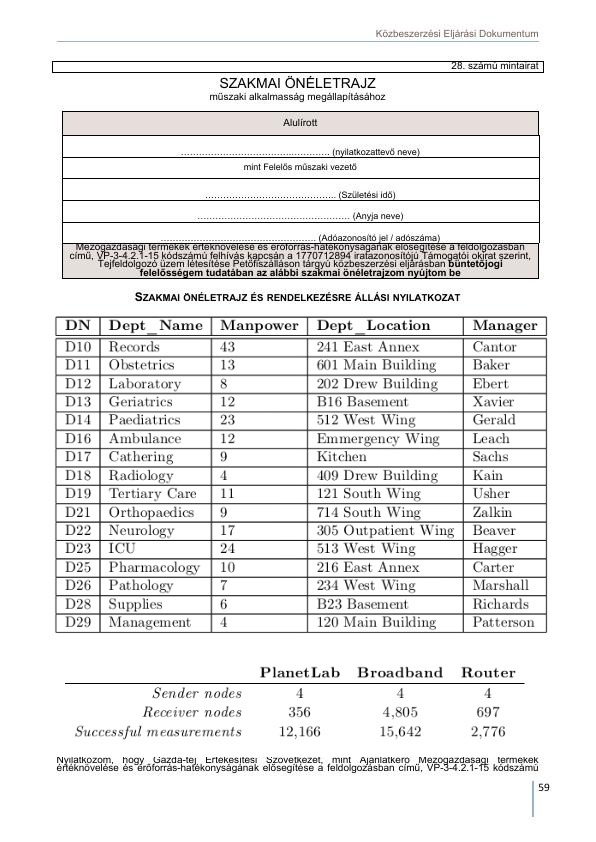 Közbeszerzési Eljárási Dokumentum
28. számú mintairat
SZAKMAI ÖNÉLETRAJZ
műszaki alkalmasság megállapításához
Alulírott
…………………………………………… (nyilatkozattevő neve)
mint Felelős műszaki vezető
……………………………………… (Születési idő)
…………………………………………… (Anyja neve)
…………………………………………… (Adóazonosító jel / adószáma)
Mezőgazdasági termékek értéknövelése és erőforrás-hatékonyságának elősegítése a feldolgozásban
című, VP-3-4.2.1-15 kódszámú felhívás kapcsán a 1770712894 iratazonosítójú Támogatói okirat szerint,
Tejfeldolgozó üzem létesítése Petőfiszálláson tárgyú közbeszerzési eljárásban büntetőjogi
felelősségem tudatában az alábbi szakmai önéletrajzom nyújtom be
SZAKMAI ÖNÉLETRAJZ ÉS RENDELKEZÉSRE ÁLLÁSI NYILATKOZAT
DN Dept_Name Manpower Dept_Location Manager
D10 Records 43 241 East Annex Cantor
D11 Obstetrics 13 601 Main Building Baker
D12 Laboratory 8 202 Drew Building Ebert
D13 Geriatrics 12 B16 Basement Xavier
D14 Paediatrics 23 512 West Wing Gerald
D16 Ambulance 12 Emmergency Wing Leach
D17 Cathering 9 Kitchen Sachs
D18 Radiology 4 409 Drew Building Kain
D19 Tertiary Care 11 121 South Wing Usher
D21 Orthopaedics 9 714 South Wing Zalkin
D22 Neurology 17 305 Outpatient Wing Beaver
D23 ICU 24 513 West Wing Hagger
D25 Pharmacology 10 216 East Annex Carter
D26 Pathology 7 234 West Wing Marshall
D28 Supplies 6 B23 Basement Richards
D29 Management 4 120 Main Building Patterson
PlanetLab Broadband Router
Sender nodes 4 4 4
Receiver nodes 356 4,805 697
Successful measurements 12,166 15,642 2,776
Nyilatkozom, hogy Gazda-tej Értékesítési Szövetkezet, mint Ajánlatkérő Mezőgazdasági termékek
értéknövelése és erőforrás-hatékonyságának elősegítése a feldolgozásban című, VP-3-4.2.1-15 kódszámú
59